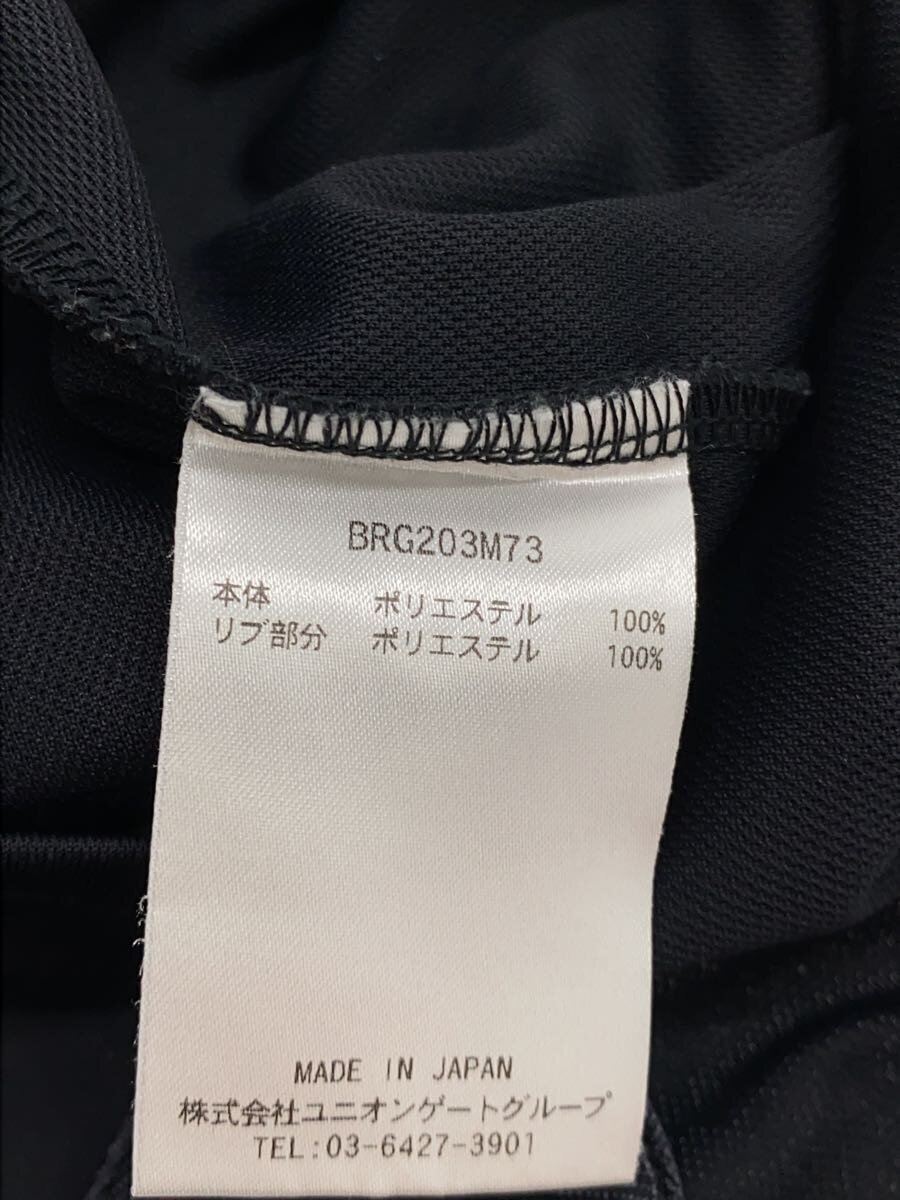 BRG203M73
本体 ポリエステル 100%
リブ部分 ポリエステル 100%
MADE IN JAPAN
株式会社ユニオンゲートグループ
TEL:03-6427-3901